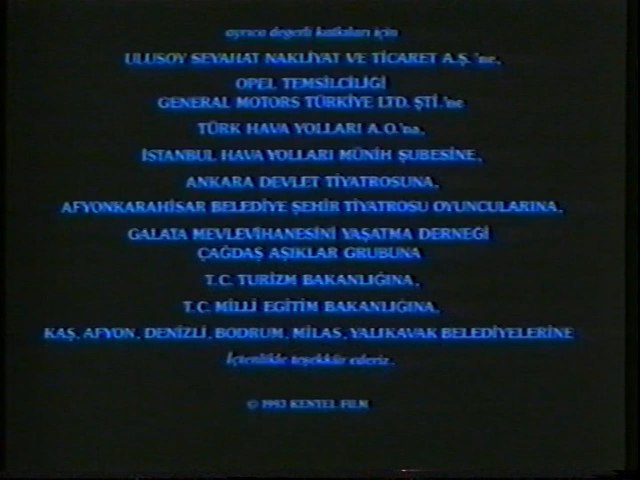 ayrıca değerli katkıları için
ULUSOY SEYAHAT NAKLİYAT VE TİCARET A.Ş.'ne,
OPEL TEMSİLCİLİĞİ
GENERAL MOTORS TÜRKİYE LTD. ŞTİ.'ne
TÜRK HAVA YOLLARI A.O.'na,
İSTANBUL HAVA YOLLARI MÜNİH ŞUBESİNE,
ANKARA DEVLET TİYATROSUNA,
AFYONKARAHİSAR BELEDİYE ŞEHİR TİYATROSU OYUNCULARINA,
GALATA MEVLEVİHANESİNİ YAŞATMA DERNEĞİ
ÇAĞDAŞ AŞIKLAR GRUBUNA
T.C. TURİZM BAKANLIĞINA,
T.C. MİLLİ EĞİTİM BAKANLIĞINA,
KAŞ, AFYON, DENİZLİ, BODRUM, MİLAS, YALIKAVAK BELEDİYELERİNE
İçtenlikle teşekkür ederiz.
© 1993 KENTEL FILM